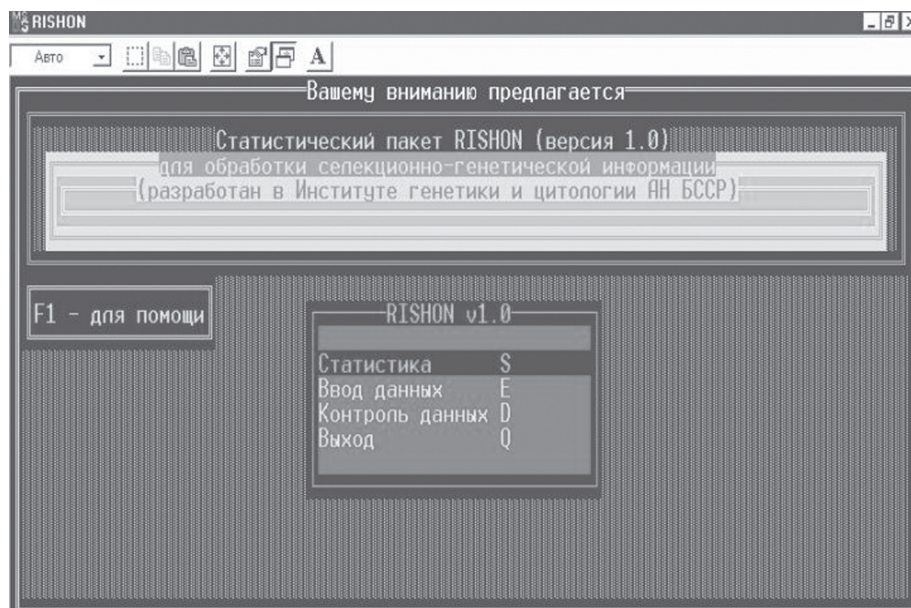 RISHON
Авто
A
Вашему вниманию предлагается
Статистический пакет RISHON (версия 1.0)
для обработки селекционно-генетической информации
(разработан в Институте генетики и цитологии АН БССР)
F1 - для помощи
RISHON v1.0
Статистика S
Ввод данных E
Контроль данных D
Выход Q